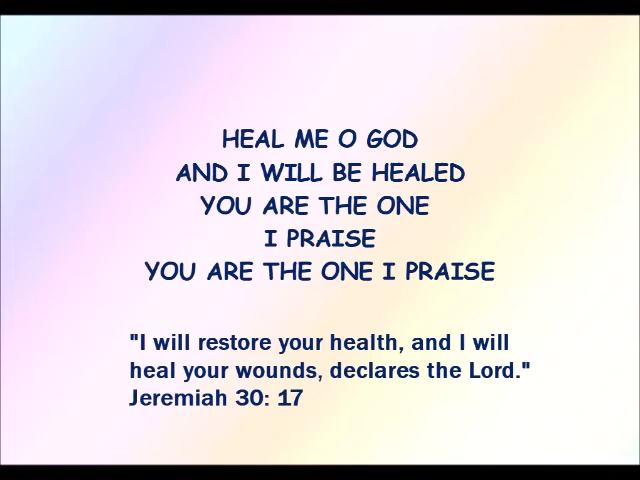 HEAL ME O GOD
AND I WILL BE HEALED
YOU ARE THE ONE
I PRAISE
YOU ARE THE ONE I PRAISE
"I will restore your health, and I will
heal your wounds, declares the Lord."
Jeremiah 30: 17